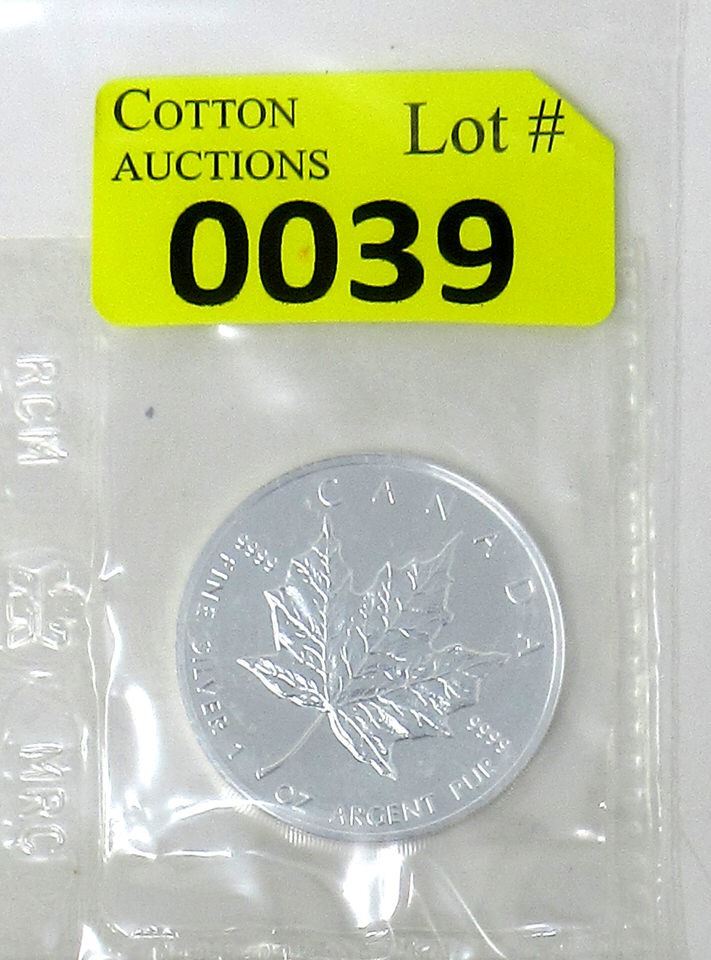 COTTON
AUCTIONS
Lot #
0039
RCM
MRC
CANADA
9999
FINE SILVER 1 OZ ARGENT PUR
9999